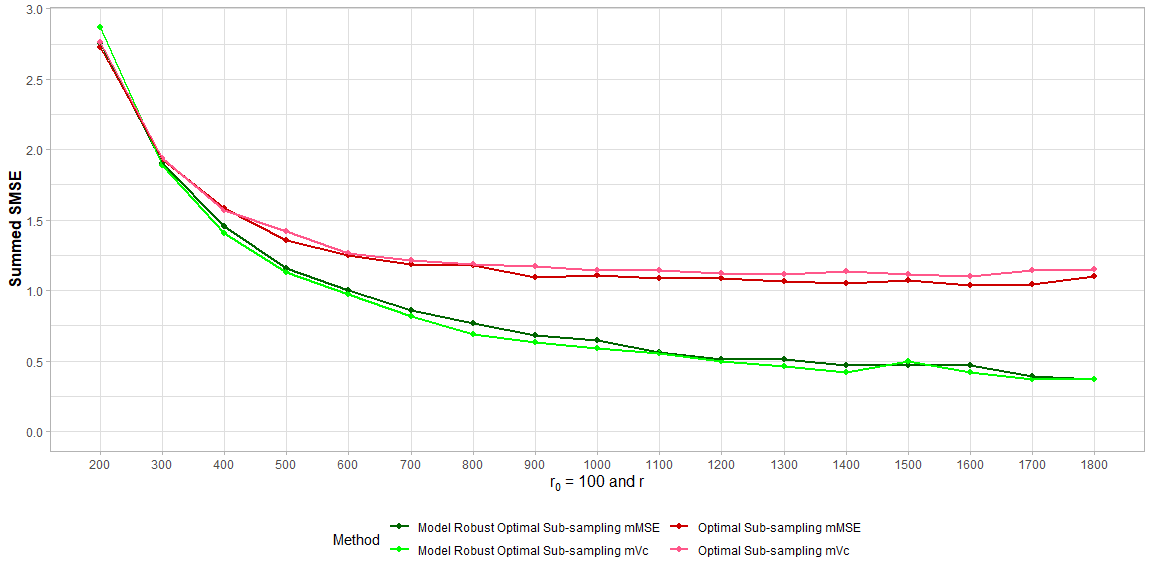 Summed SMSE
3.0
2.5
2.0
1.5
1.0
0.5
0.0
200 300 400 500 600 700 800 900 1000 1100 1200 1300 1400 1500 1600 1700 1800
r₀ = 100 and r
Method
Model Robust Optimal Sub-sampling mMSE
Optimal Sub-sampling mMSE
Model Robust Optimal Sub-sampling mVc
Optimal Sub-sampling mVc